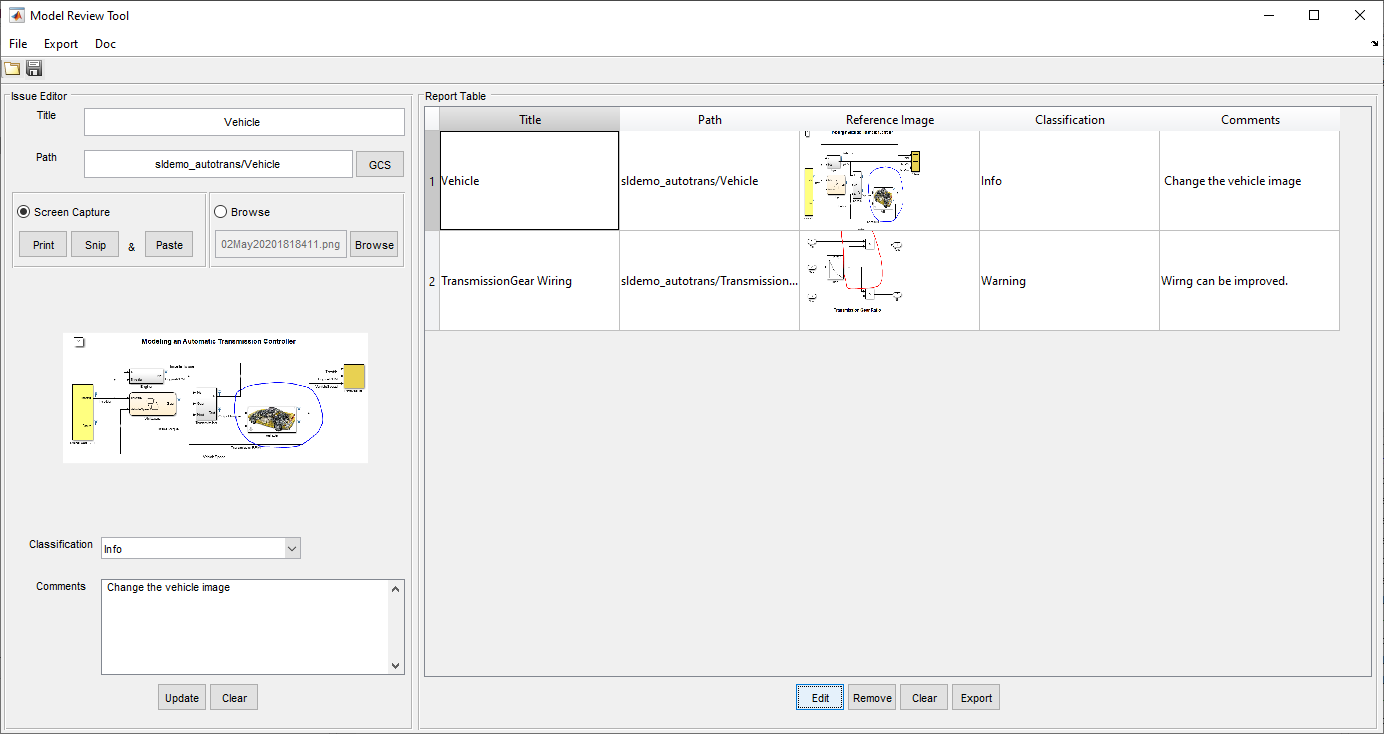 Model Review Tool
File Export Doc
Issue Editor
Title
Vehicle
Path
sldemo_autotrans/Vehicle
GCS
Screen Capture
Print
Snip
&
Paste
Browse
02May20201818411.png
Browse
Modeling an Automatic Transmission Controller
Classification
Info
Comments
Change the vehicle image
Update
Clear
Report Table
Title Path Reference Image Classification Comments
1 Vehicle sldemo_autotrans/Vehicle Info Change the vehicle image
2 TransmissionGear Wiring sldemo_autotrans/Transmission... Warning Wirng can be improved.
Transmission Gear Ratio
Edit
Remove
Clear
Export